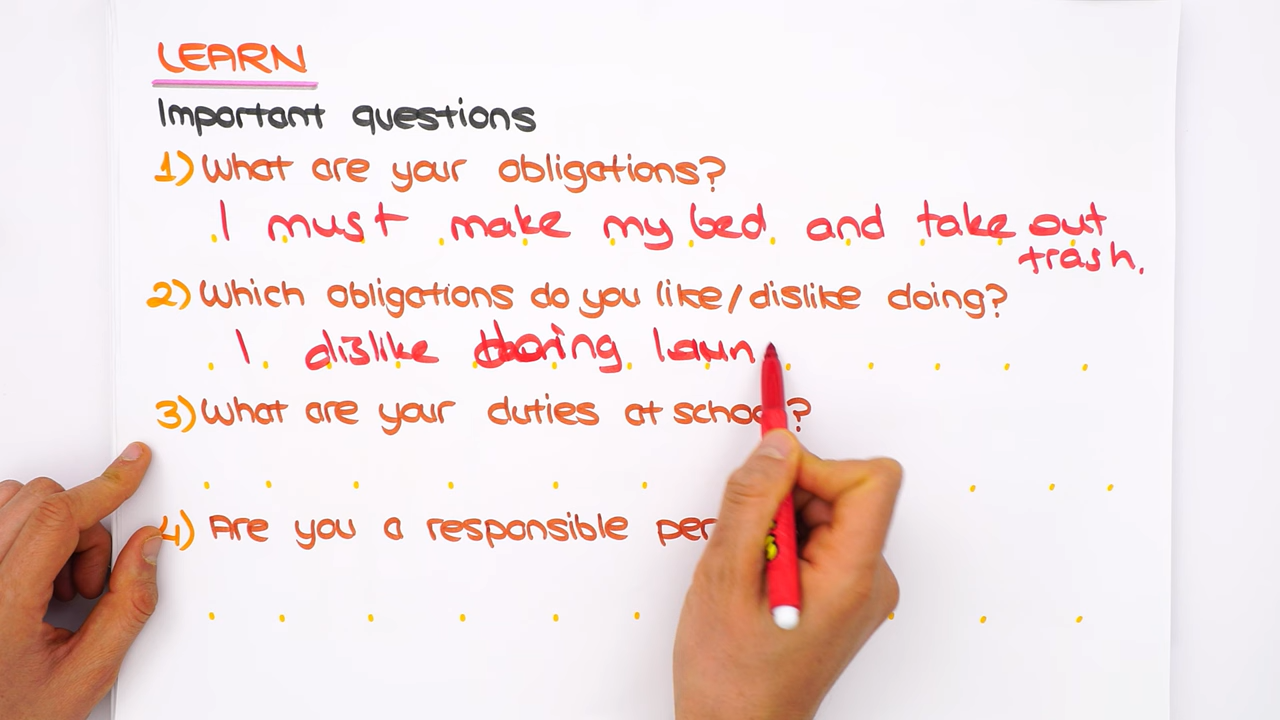 LEARN
Important questions
1) What are your obligations?
I must make my bed and take out
trash.
2) Which obligations do you like/dislike doing?
I dislike doing laun
3) What are your duties at school?
4) Are you a responsible per